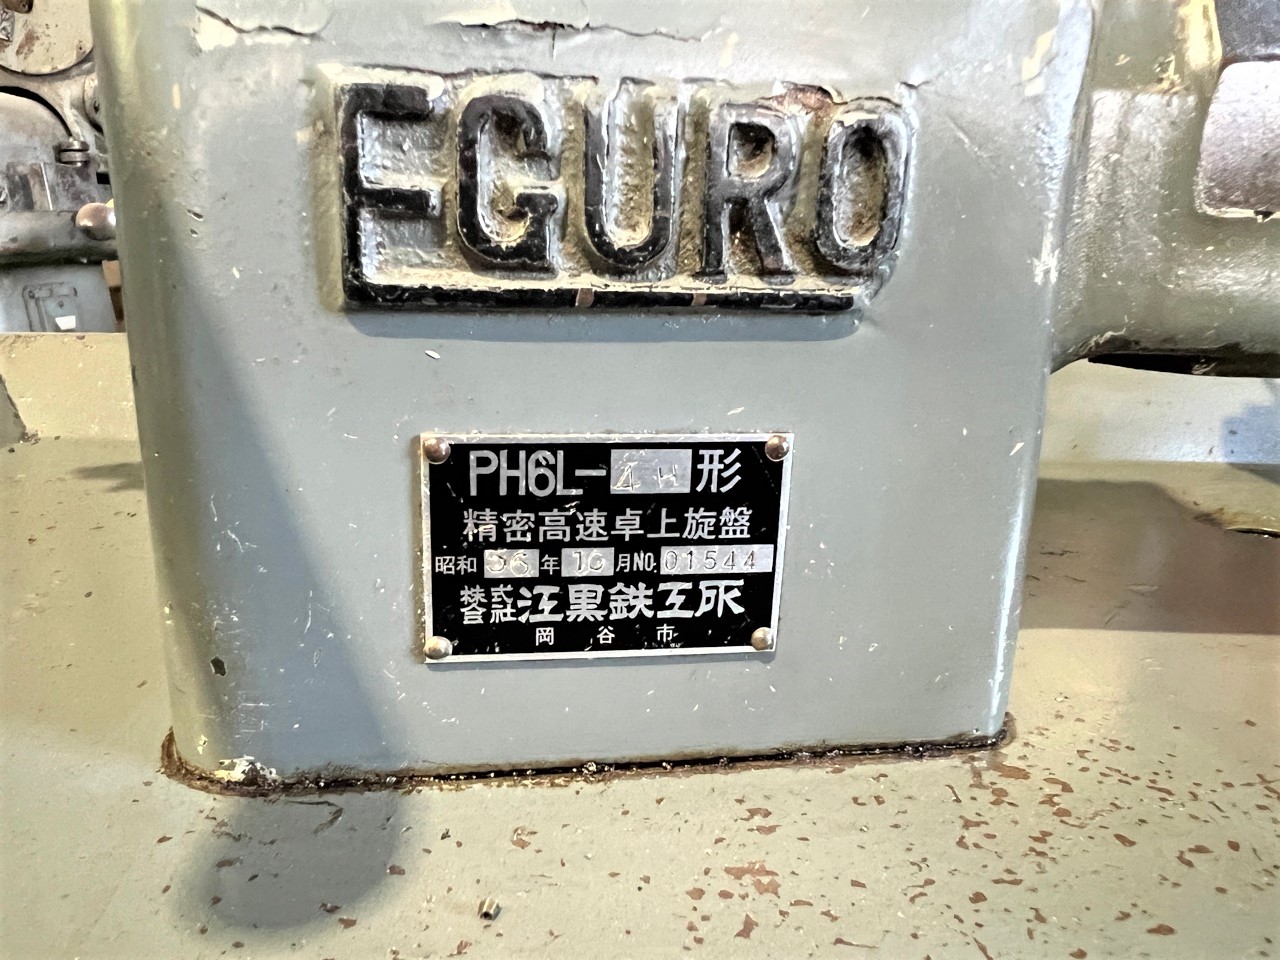 EGURO
PH6L-4H形
精密高速卓上旋盤
昭和56年10月NO.01544
株式会社江黒鉄工所
岡谷市